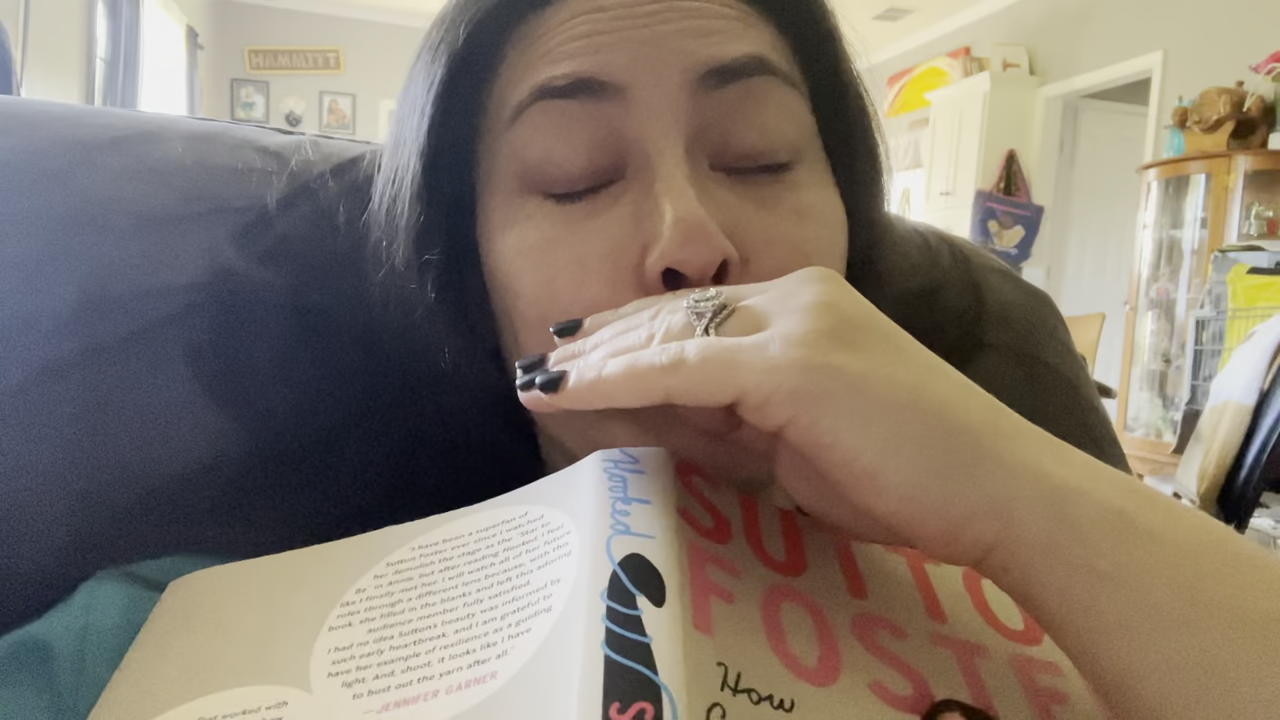 HAMMITT
"I have been a superfan of
Sutton Foster ever since I watched
her demolish the stage as the "Star to
Be" in Annie, but after reading Hooked, I feel
like I finally met her. I will watch all of her future
roles through a different lens because, with this
book, she filled in the blanks and left this adoring
audience member fully satisfied.
I had no idea Sutton's beauty was informed by
such early heartbreak, and I am grateful to
have her example of resilience as a guiding
light. And, shoot, it looks like I have
to bust out the yarn after all."
—JENNIFER GARNER
first worked with
Hooked
S
SUTTO
FOSTE
How